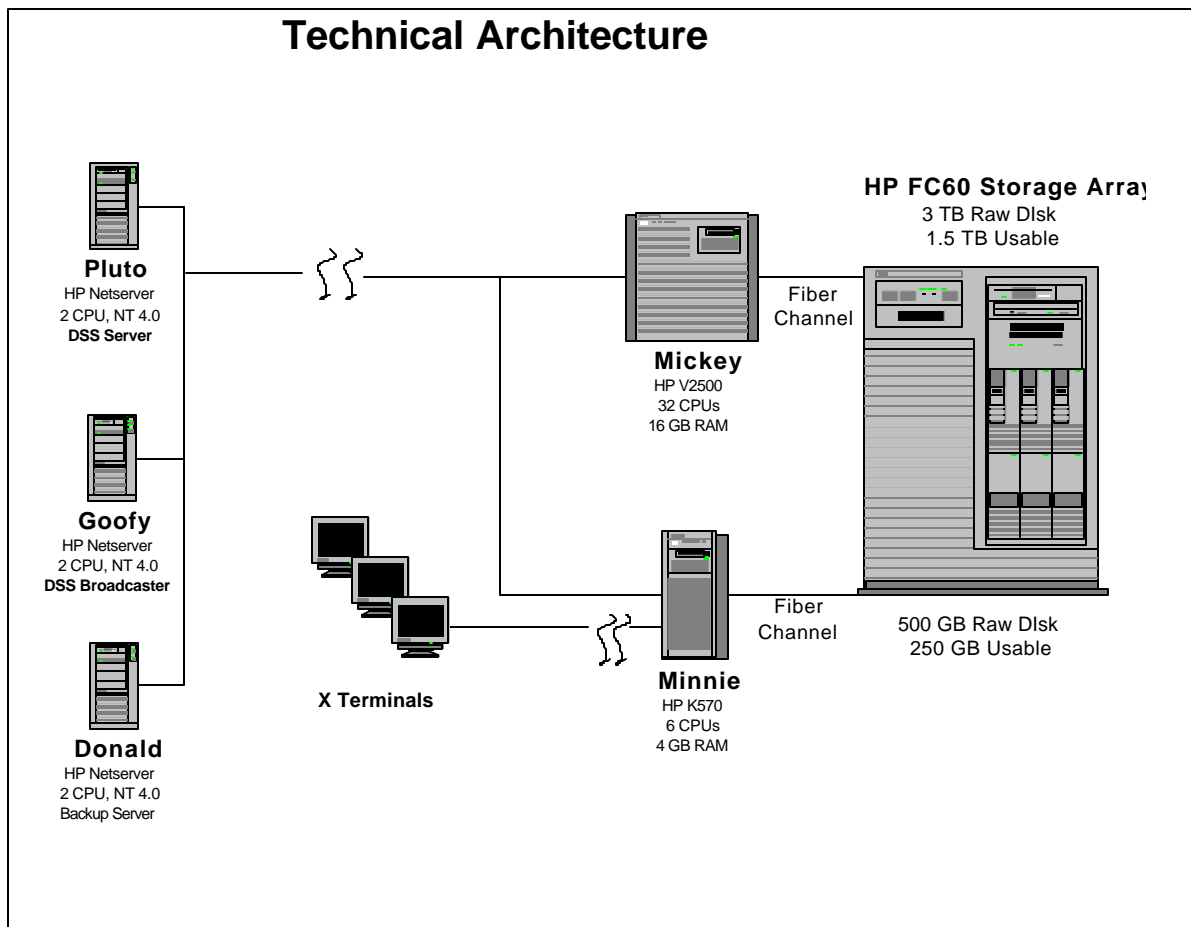 Technical Architecture
Pluto
HP Netserver
2 CPU, NT 4.0
DSS Server
Goofy
HP Netserver
2 CPU, NT 4.0
DSS Broadcaster
Donald
HP Netserver
2 CPU, NT 4.0
Backup Server
X Terminals
Mickey
HP V2500
32 CPUs
16 GB RAM
Fiber
Channel
Minnie
HP K570
6 CPUs
4 GB RAM
Fiber
Channel
HP FC60 Storage Array
3 TB Raw DIsk
1.5 TB Usable
500 GB Raw DIsk
250 GB Usable